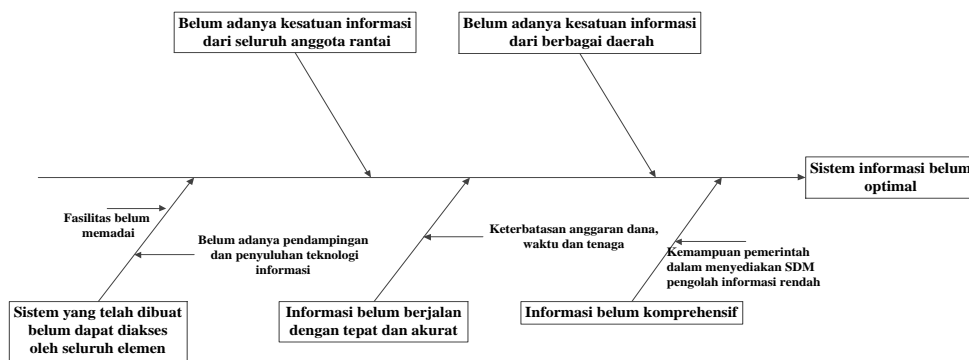 Belum adanya kesatuan informasi
dari seluruh anggota rantai
Belum adanya kesatuan informasi
dari berbagai daerah
Sistem informasi belum
optimal
Fasilitas belum
memadai
Belum adanya pendampingan
dan penyuluhan teknologi
informasi
Keterbatasan anggaran dana,
waktu dan tenaga
Kemampuan pemerintah
dalam menyediakan SDM
pengolah informasi rendah
Sistem yang telah dibuat
belum dapat diakses
oleh seluruh elemen
Informasi belum berjalan
dengan tepat dan akurat
Informasi belum komprehensif